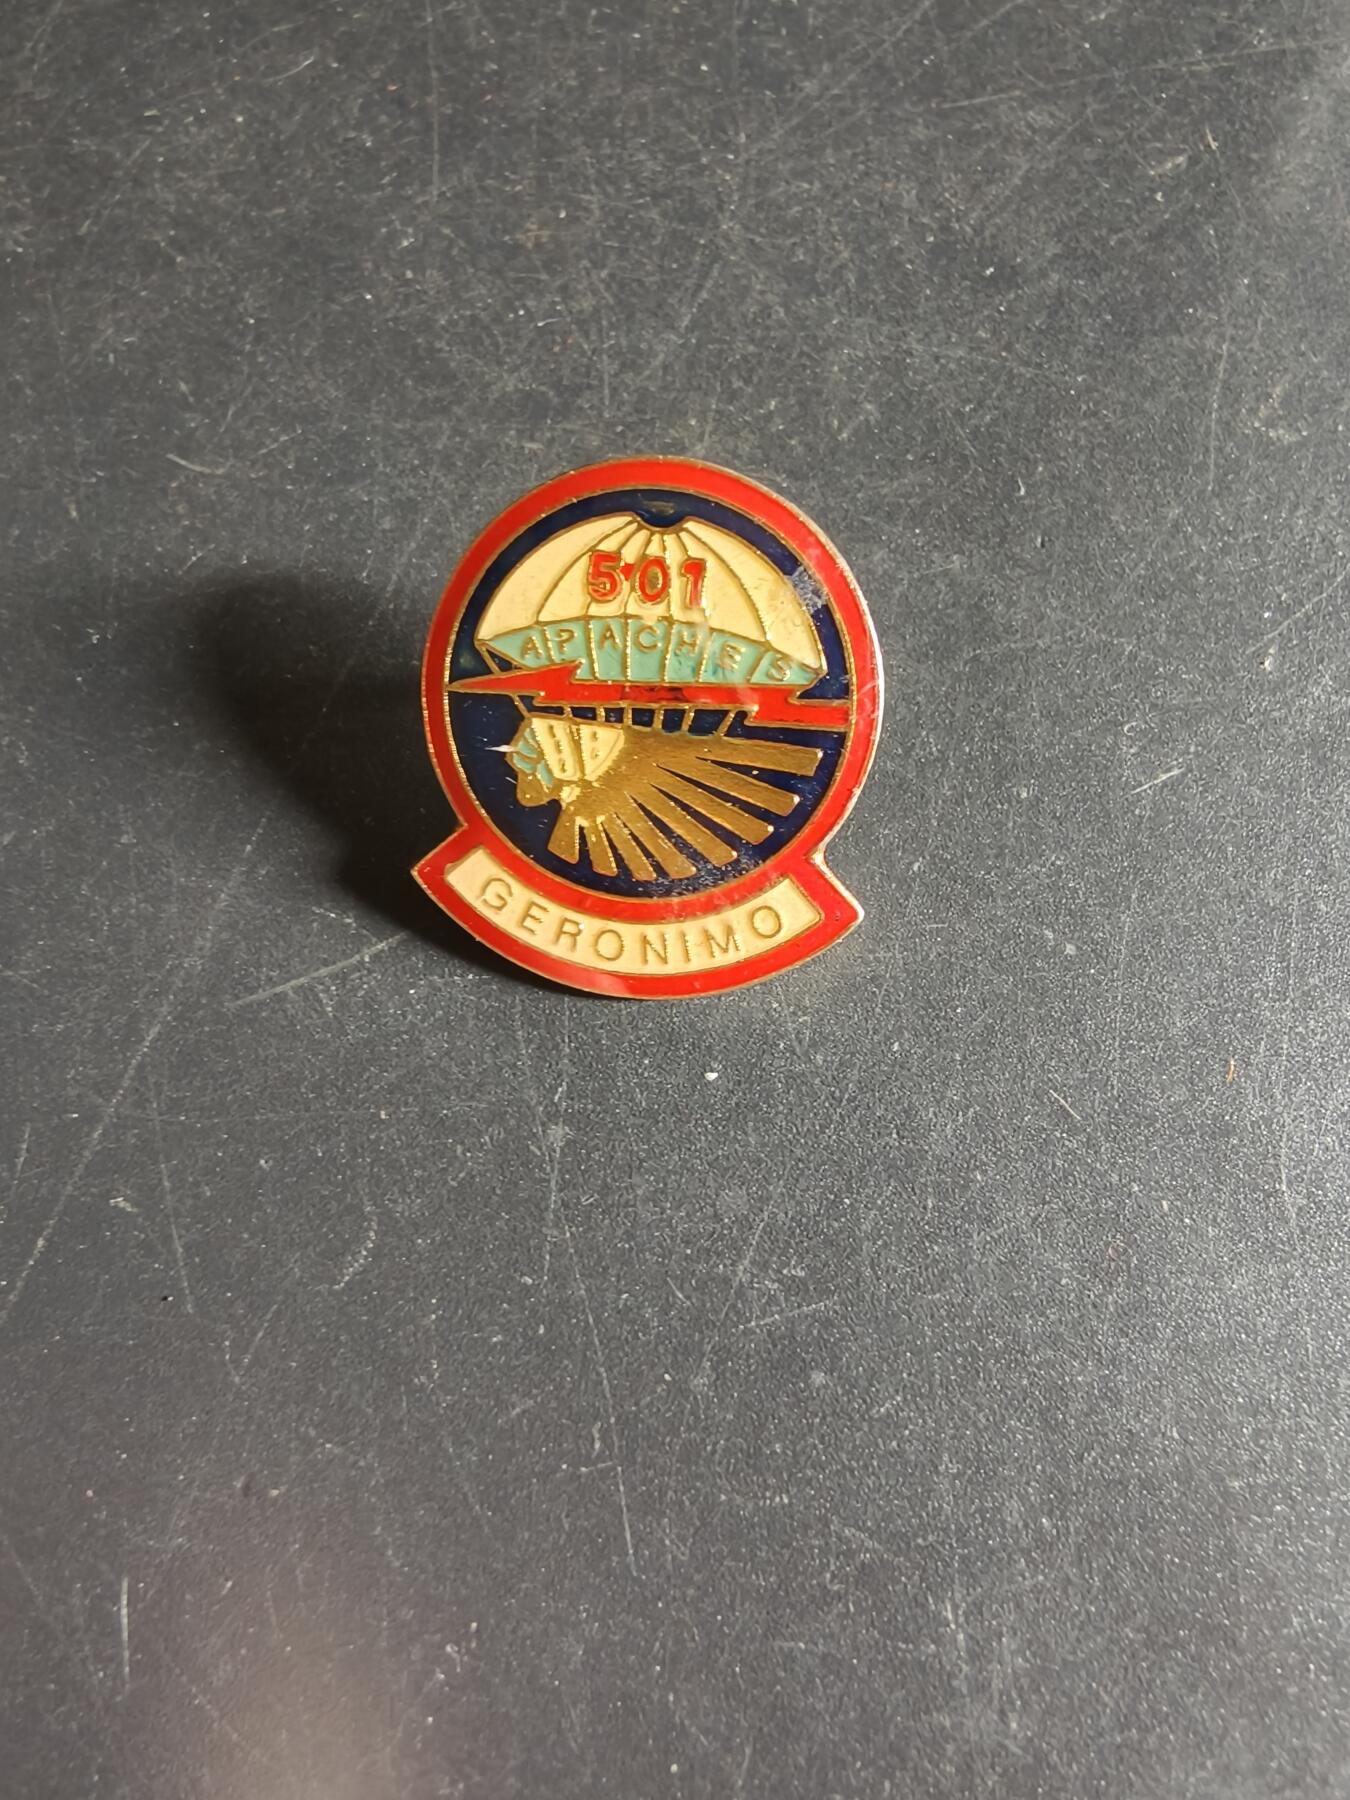 501
APACHES
GERONIMO